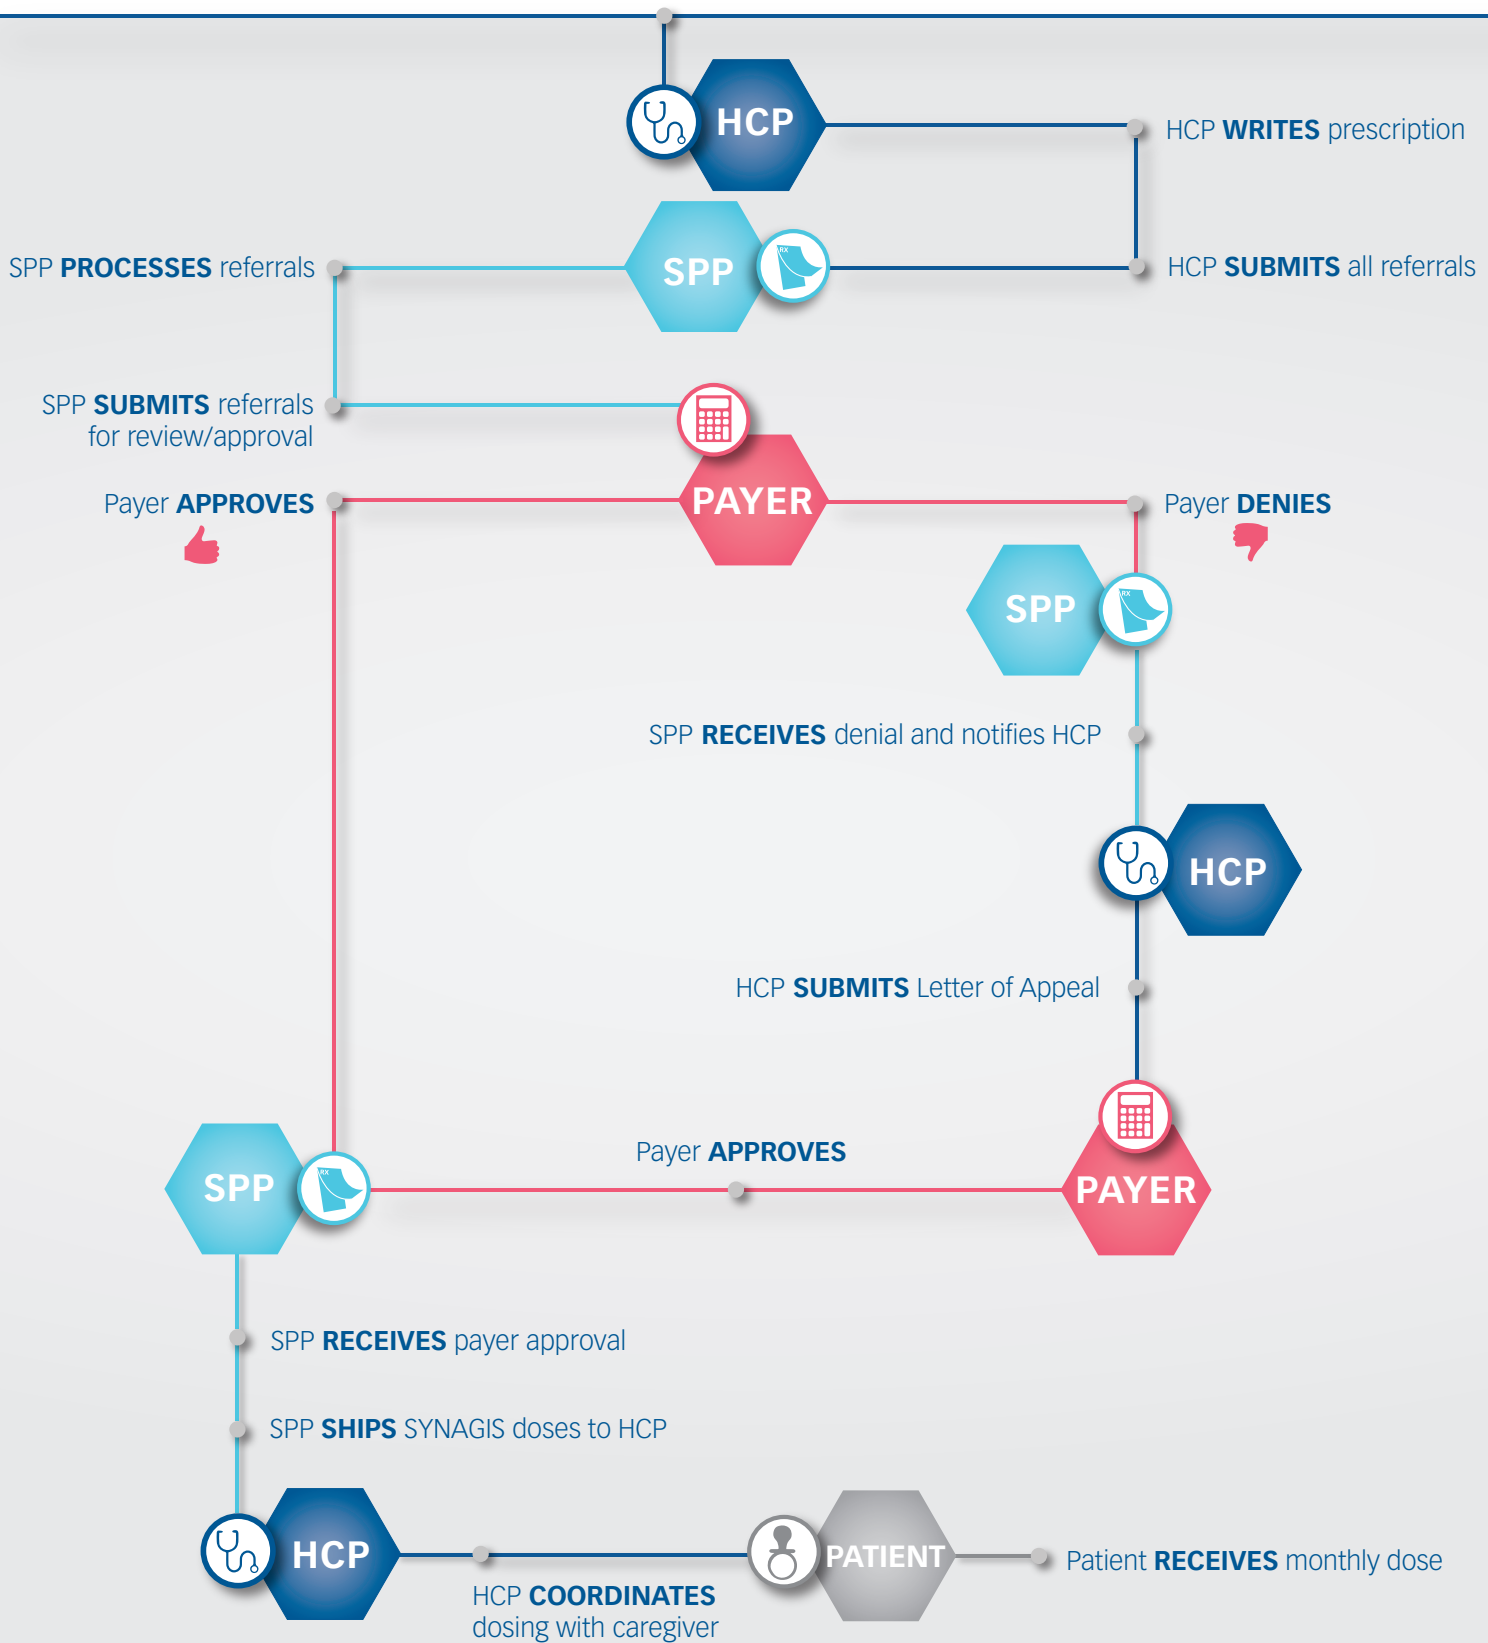 HCP
HCP WRITES prescription
SPP PROCESSES referrals
SPP
RX
HCP SUBMITS all referrals
SPP SUBMITS referrals
for review/approval
Payer APPROVES
PAYER
Payer DENIES
SPP
RX
SPP RECEIVES denial and notifies HCP
HCP
HCP SUBMITS Letter of Appeal
Payer APPROVES
SPP
RX
PAYER
SPP RECEIVES payer approval
SPP SHIPS SYNAGIS doses to HCP
HCP
PATIENT
Patient RECEIVES monthly dose
HCP COORDINATES
dosing with caregiver